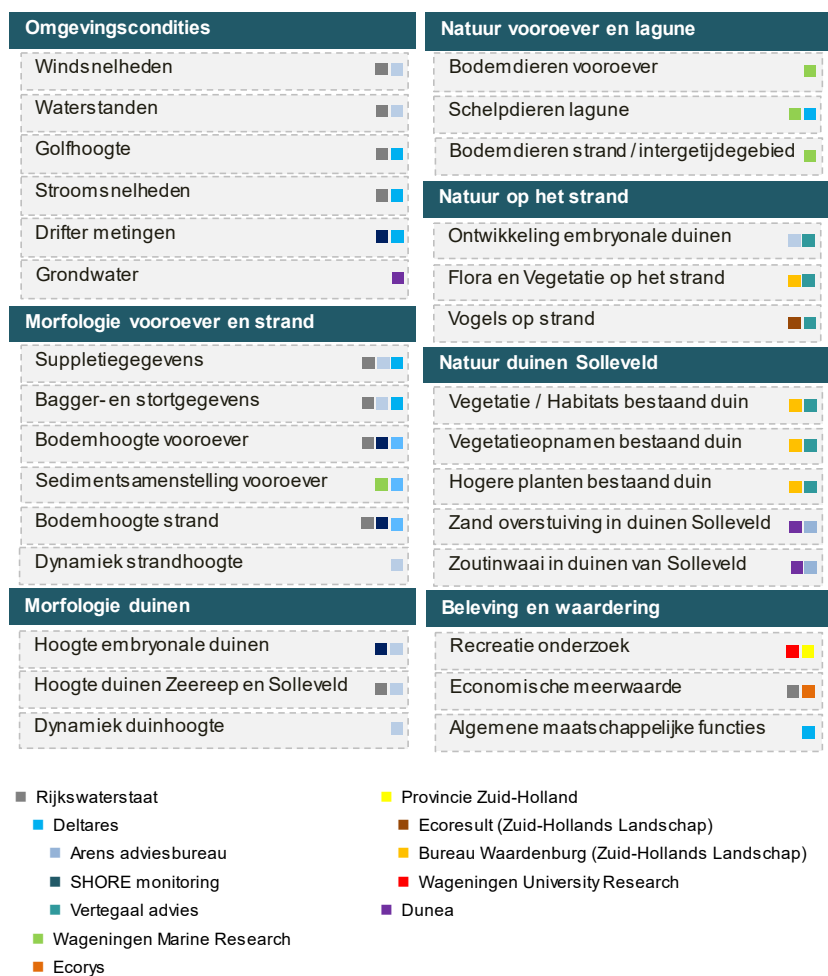 Omgevingscondities
Windsnelheden
Waterstanden
Golfhoogte
Stroomsnelheden
Drifter metingen
Grondwater
Morfologie vooroever en strand
Suppletiegegevens
Bagger- en stortgegevens
Bodemhoogte vooroever
Sedimentsamenstelling vooroever
Bodemhoogte strand
Dynamiek strandhoogte
Morfologie duinen
Hoogte embryonale duinen
Hoogte duinen Zeereep en Solleveld
Dynamiek duinhoogte
Natuur vooroever en lagune
Bodemdieren vooroever
Schelpdieren lagune
Bodemdieren strand / intergetijdegebied
Natuur op het strand
Ontwikkeling embryonale duinen
Flora en Vegetatie op het strand
Vogels op strand
Natuur duinen Solleveld
Vegetatie / Habitats bestaand duin
Vegetatieopnamen bestaand duin
Hogere planten bestaand duin
Zand overstuiving in duinen Solleveld
Zoutinwaai in duinen van Solleveld
Beleving en waardering
Recreatie onderzoek
Economische meerwaarde
Algemene maatschappelijke functies
Rijkswaterstaat
Deltares
Arens adviesbureau
SHORE monitoring
Vertegaal advies
Wageningen Marine Research
Ecorys
Provincie Zuid-Holland
Ecoresult (Zuid-Hollands Landschap)
Bureau Waardenburg (Zuid-Hollands Landschap)
Wageningen University Research
Dunea